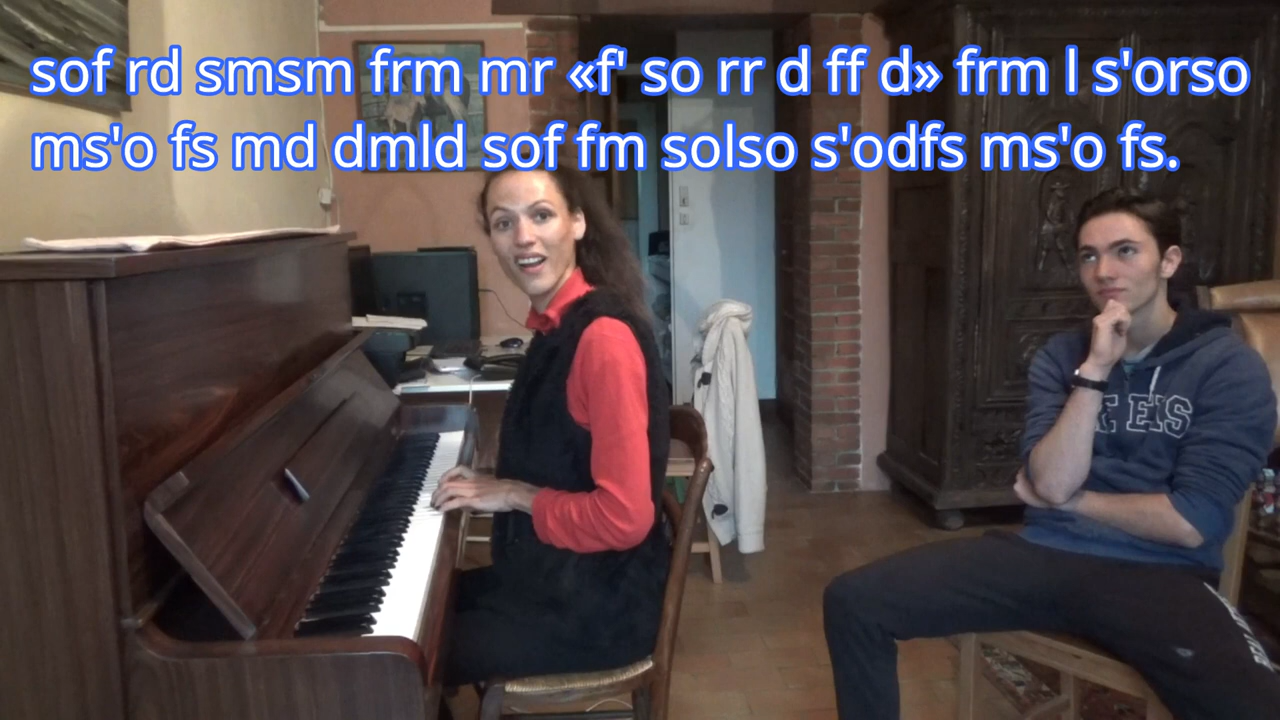 sof rd smsm frm mr «f' so rr d ff d» frm l s'orso
ms'o fs md dmld sof fm solso s'odfs ms'o fs.